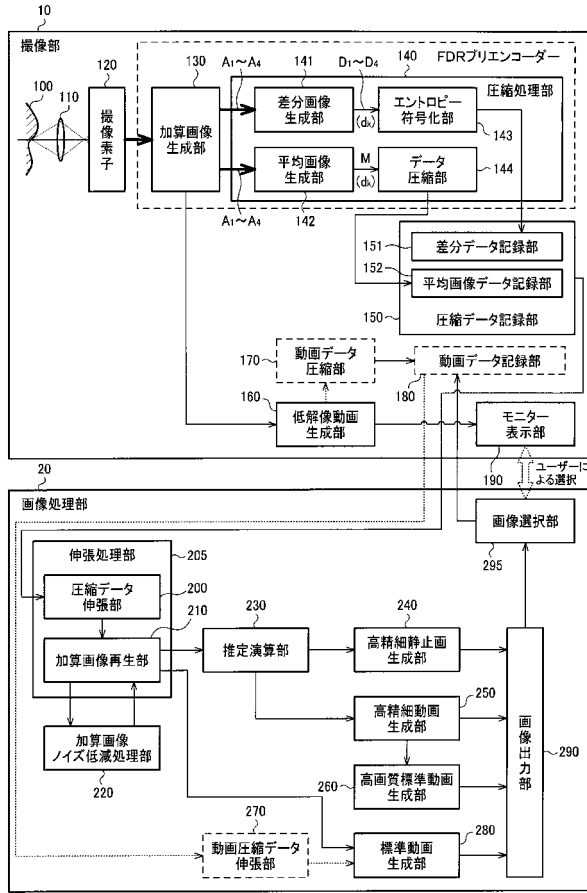 10
撮像部
100
110
120
撮像素子
130
加算画像
生成部
A1～A4
A1～A4
FDRプリエンコーダー
140
圧縮処理部
141
差分画像
生成部
D1～D4
(dk)
エントロピー
符号化部
143
平均画像
生成部
142
M
(dk)
データ
圧縮部
144
151
差分データ記録部
152
平均画像データ記録部
150
圧縮データ記録部
170
動画データ
圧縮部
動画データ記録部
180
160
低解像動画
生成部
モニター
表示部
190
ユーザーに
よる選択
20
画像処理部
画像選択部
295
伸張処理部
205
圧縮データ
伸張部
200
210
加算画像再生部
加算画像
ノイズ低減処理部
220
230
推定演算部
240
高精細静止画
生成部
250
高精細動画
生成部
260
高画質標準動画
生成部
270
動画圧縮データ
伸張部
280
標準動画
生成部
画像出力部
290